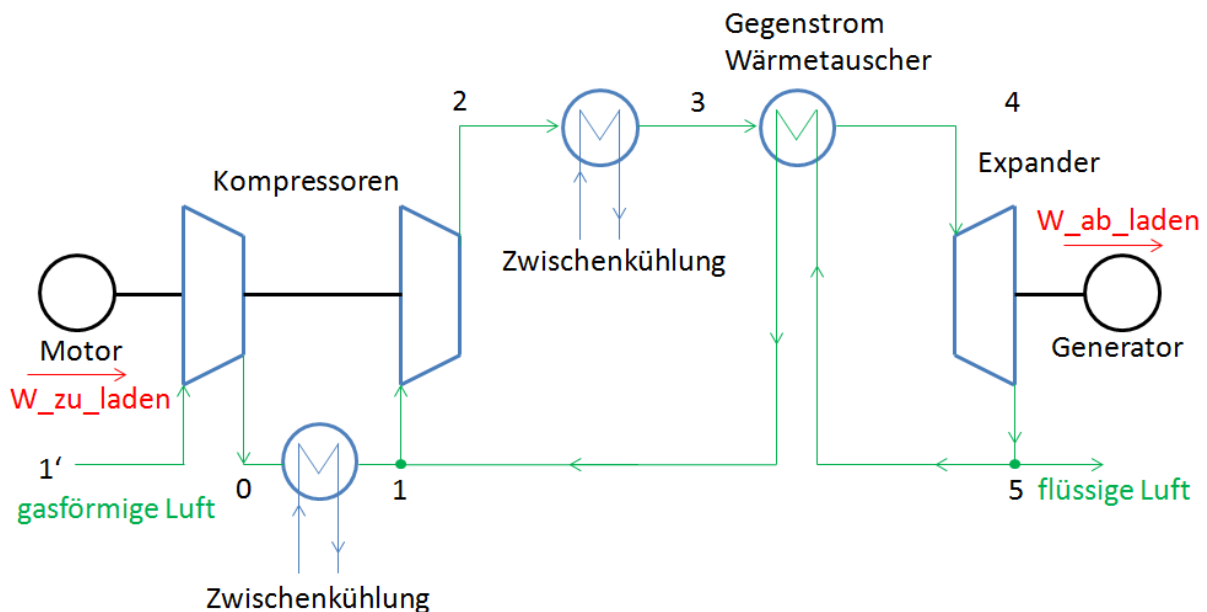 Gegenstrom
Wärmetauscher
2
3
4
Kompressoren
Expander
W_ab_laden
Zwischenkühlung
Motor
Generator
W_zu_laden
1‘
0
1
5
gasförmige Luft
flüssige Luft
Zwischenkühlung